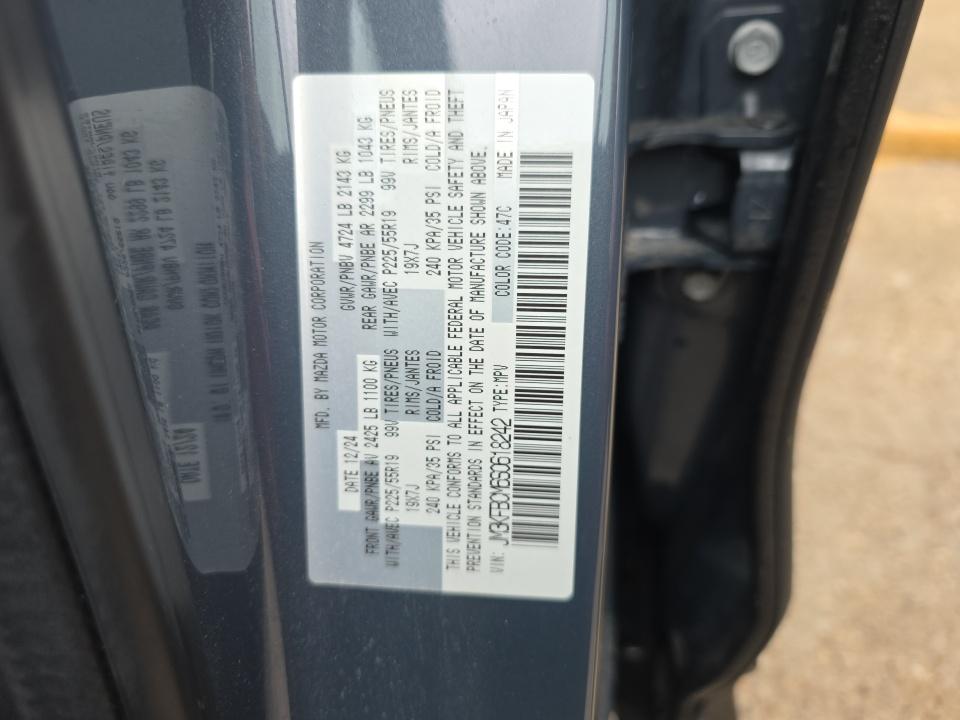 MFD. BY MAZDA MOTOR CORPORATION
DATE 12/24 GVWR/PNBV 4724 LB 2143 KG
FRONT GAWR/PNBE AV 2425 LB 1100 KG REAR GAWR/PNBE AR 2299 LB 1043 KG
WITH/AVEC P225/55R19 99V TIRES/PNEUS WITH/AVEC P225/55R19 99V TIRES/PNEUS
19X7J RIMS/JANTES 19X7J RIMS/JANTES
240 KPA/35 PSI COLD/A FROID 240 KPA/35 PSI COLD/A FROID
THIS VEHICLE CONFORMS TO ALL APPLICABLE FEDERAL MOTOR VEHICLE SAFETY AND THEFT
PREVENTION STANDARDS IN EFFECT ON THE DATE OF MANUFACTURE SHOWN ABOVE.
VIN: JM3KFBCM6S0618242 TYPE:MPV COLOR CODE:47C MADE IN JAPAN